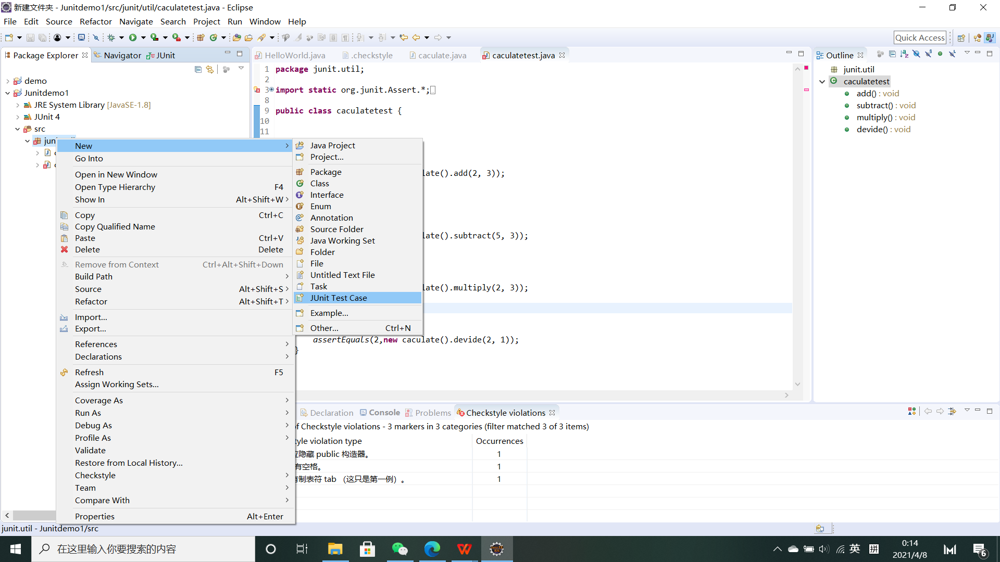 新建文件夹 - Junitdemo1/src/junit/util/caculatetest.java - Eclipse
File Edit Source Refactor Navigate Search Project Run Window Help
Quick Access
Package Explorer Navigator JUnit
demo
Junitdemo1
JRE System Library [JavaSE-1.8]
JUnit 4
src
New
Go Into
Open in New Window
Open Type Hierarchy F4
Show In Alt+Shift+W
Copy Ctrl+C
Copy Qualified Name
Paste Ctrl+V
Delete Delete
Remove from Context Ctrl+Alt+Shift+Down
Build Path
Source Alt+Shift+S
Refactor Alt+Shift+T
Import...
Export...
References
Declarations
Refresh F5
Assign Working Sets...
Coverage As
Run As
Debug As
Profile As
Validate
Restore from Local History...
Checkstyle
Team
Compare With
Properties Alt+Enter
Java Project
Project...
Package
Class
Interface
Enum
Annotation
Source Folder
Java Working Set
Folder
File
Untitled Text File
Task
JUnit Test Case
Example...
Other... Ctrl+N
HelloWorld.java .checkstyle caculate.java caculatetest.java
1 package junit.util;
2
3 import static org.junit.Assert.*;
8
9 public class caculatetest {
10
11
late().add(2, 3));
late().subtract(5, 3));
late().multiply(2, 3));
assertEquals(2,new caculate().devide(2, 1));
}
Outline
junit.util
caculatetest
add() : void
subtract() : void
multiply() : void
devide() : void
Declaration Console Problems Checkstyle violations
of Checkstyle violations - 3 markers in 3 categories (filter matched 3 of 3 items)
style violation type Occurrences
隐藏 public 构造器。 1
有空格。 1
制表符 tab （这只是第一例）。 1
junit.util - Junitdemo1/src
在这里输入你要搜索的内容
英 拼
0:14
2021/4/8
6